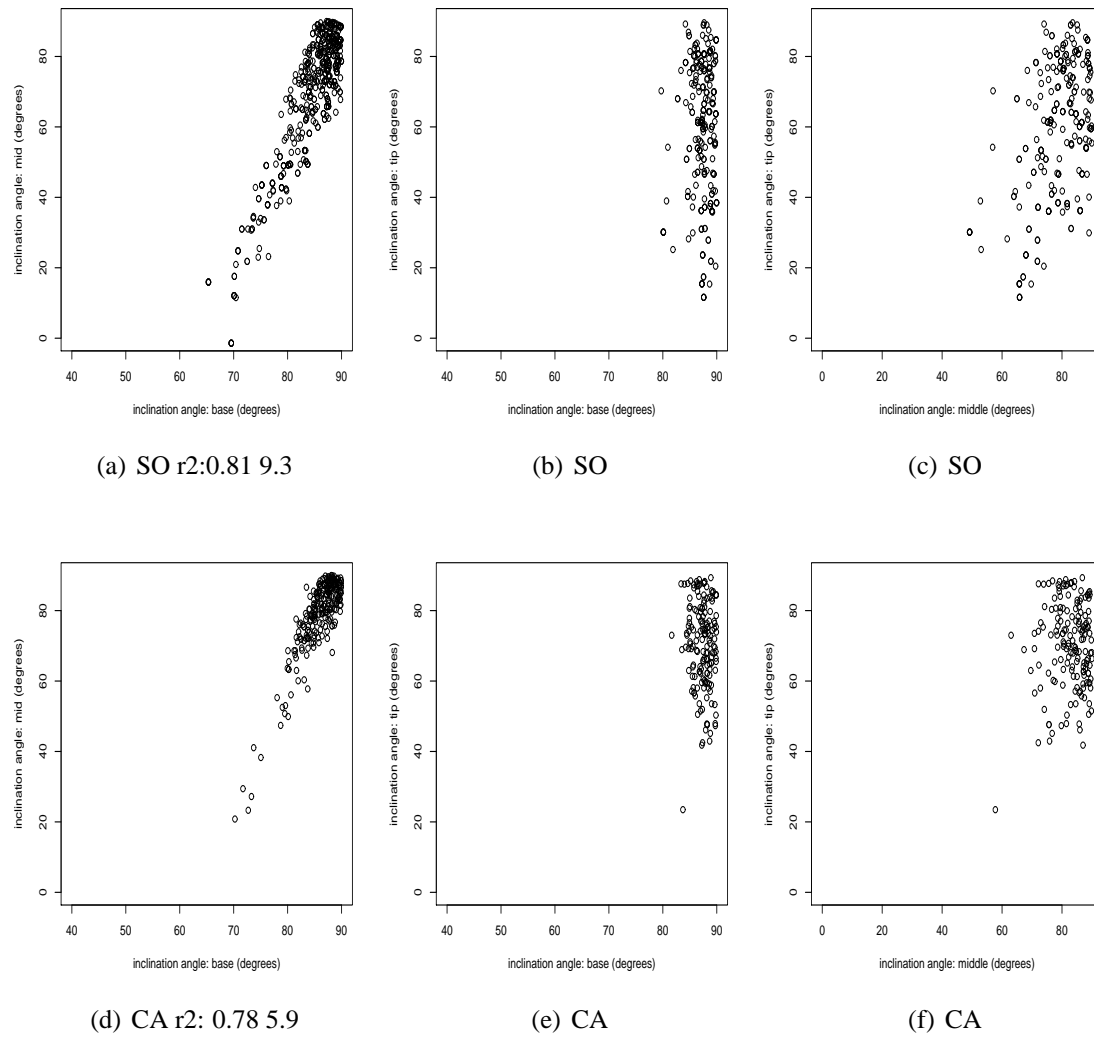 80
60
40
20
0
inclination angle: mid (degrees)
40 50 60 70 80 90
inclination angle: base (degrees)
(a) SO r2:0.81 9.3
80
60
40
20
0
inclination angle: tip (degrees)
40 50 60 70 80 90
inclination angle: base (degrees)
(b) SO
80
60
40
20
0
inclination angle: tip (degrees)
0 20 40 60 80
inclination angle: middle (degrees)
(c) SO
80
60
40
20
0
inclination angle: mid (degrees)
40 50 60 70 80 90
inclination angle: base (degrees)
(d) CA r2: 0.78 5.9
80
60
40
20
0
inclination angle: tip (degrees)
40 50 60 70 80 90
inclination angle: base (degrees)
(e) CA
80
60
40
20
0
inclination angle: tip (degrees)
0 20 40 60 80
inclination angle: middle (degrees)
(f) CA